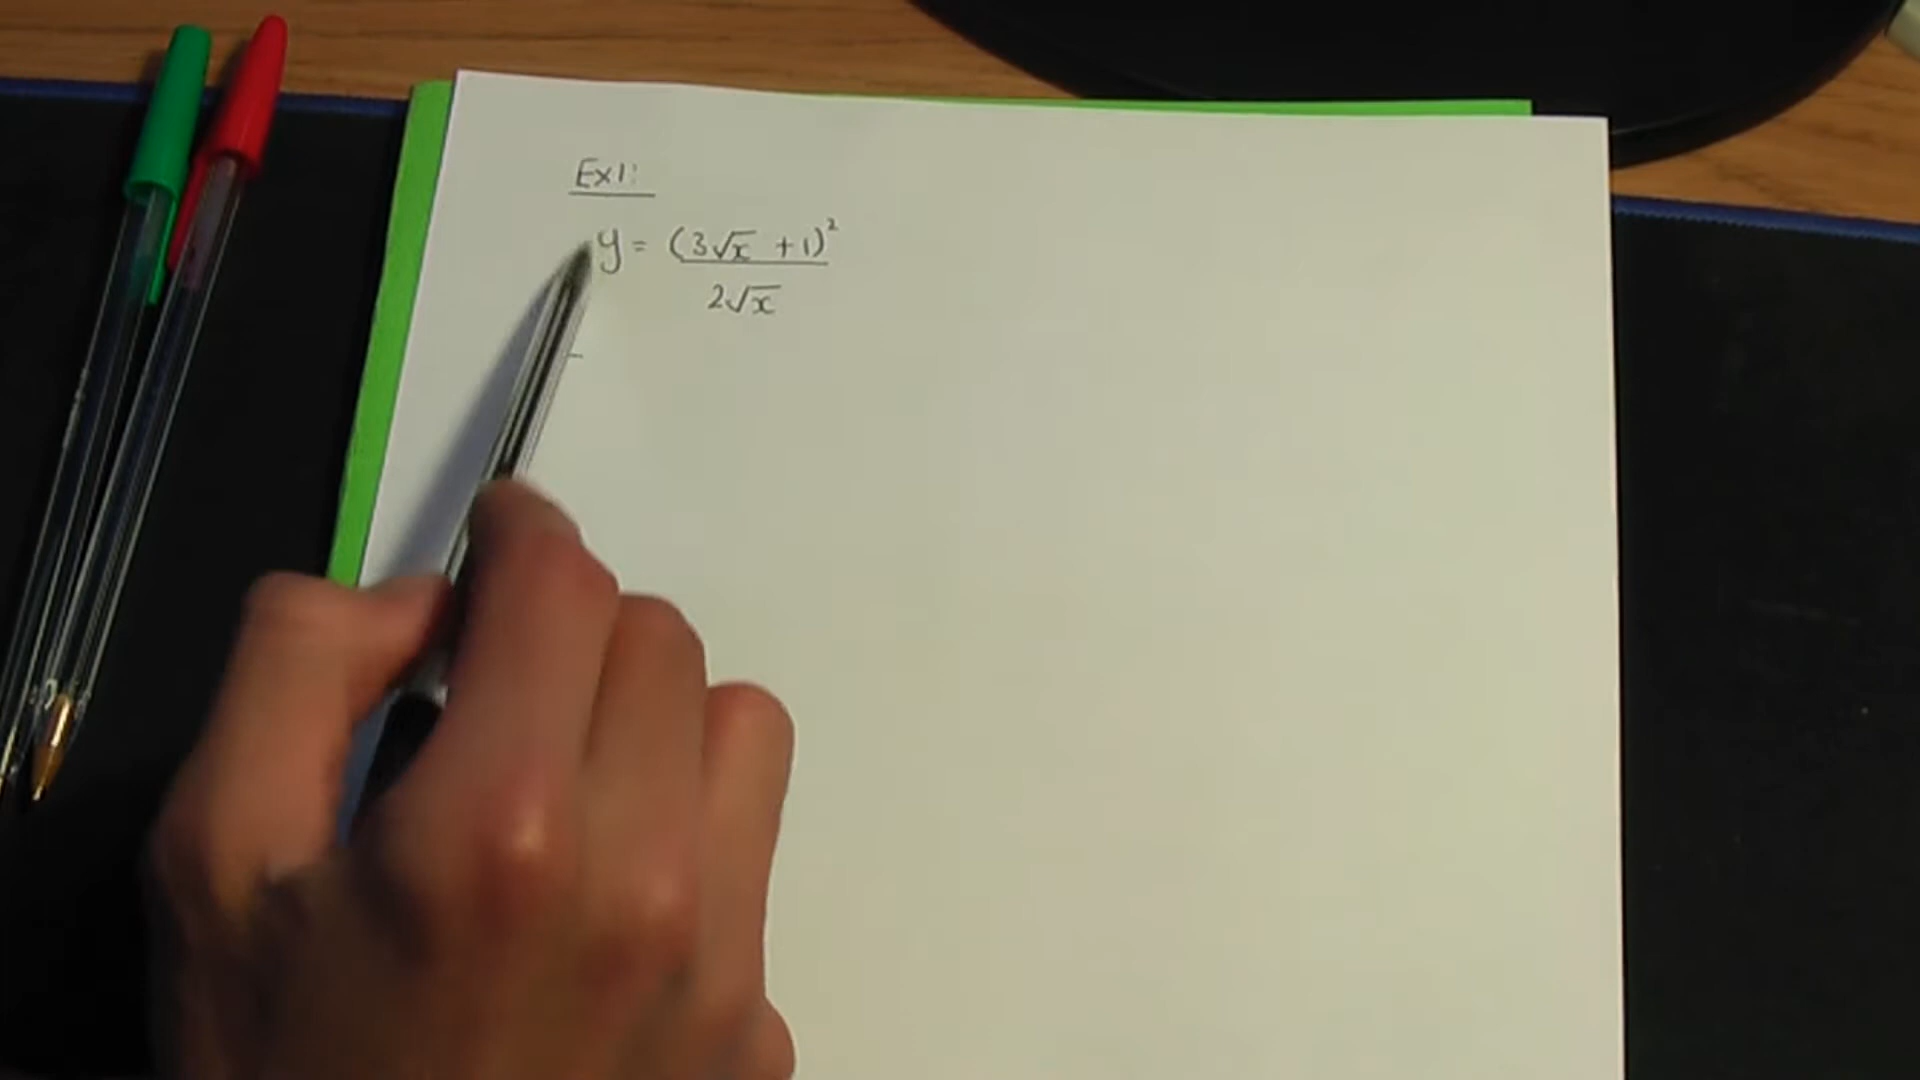 Ex1:
y = (3√x + 1)²
2√x